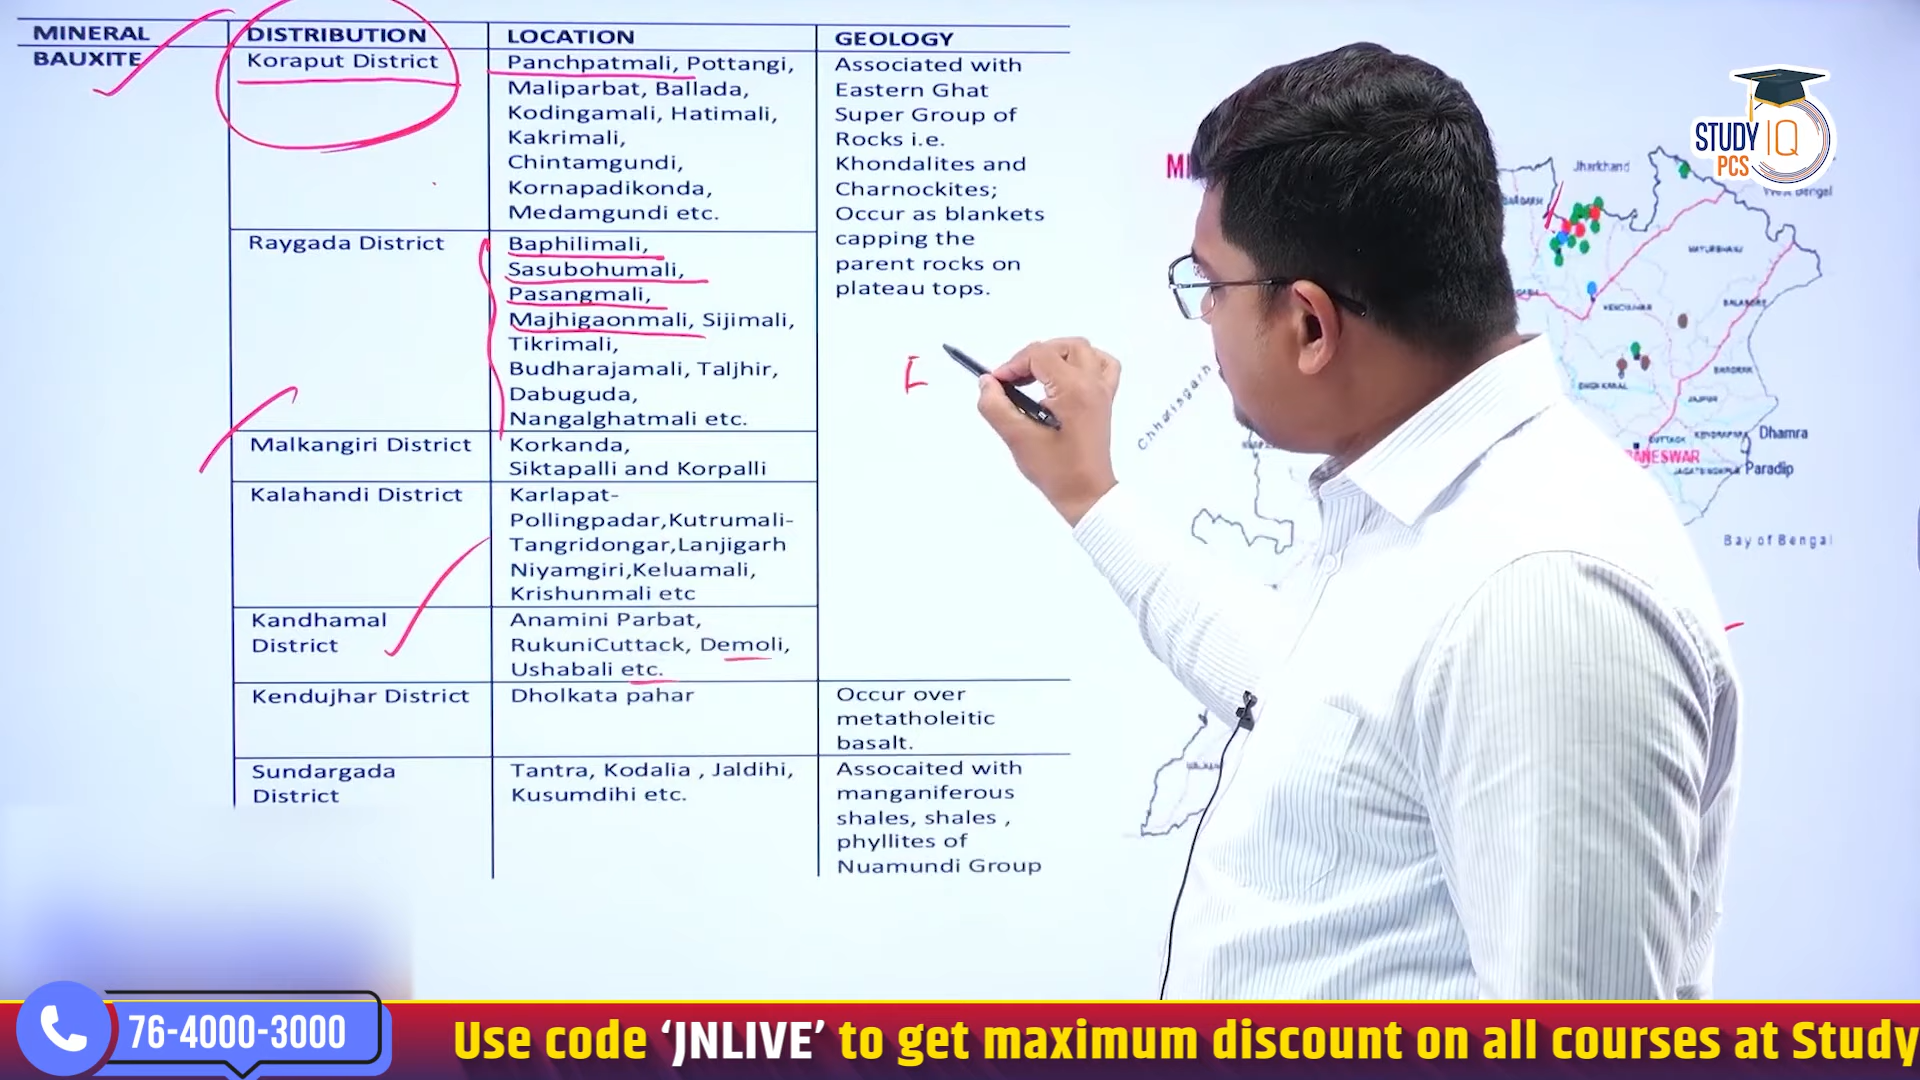 MINERAL
DISTRIBUTION
LOCATION
GEOLOGY
BAUXITE
Koraput District
Panchpatmali, Pottangi,
Maliparbat, Ballada,
Kodingamali, Hatimali,
Kakrimali,
Chintamgundi,
Kornapadikonda,
Medamgundi etc.
Associated with
Eastern Ghat
Super Group of
Rocks i.e.
Khondalites and
Charnockites;
Occur as blankets
capping the
parent rocks on
plateau tops.
Raygada District
Baphilimali,
Sasubohumali,
Pasangmali,
Majhigaonmali, Sijimali,
Tikrimali,
Budharajamali, Taljhir,
Dabuguda,
Nangalghatmali etc.
Malkangiri District
Korkanda,
Siktapalli and Korpalli
Kalahandi District
Karlapat-
Pollingpadar,Kutrumali-
Tangridongar,Lanjigarh
Niyamgiri,Keluamali,
Krishunmali etc
Kandhamal
District
Anamini Parbat,
RukuniCuttack, Demoli,
Ushabali etc.
Kendujhar District
Dholkata pahar
Occur over
metatholeitic
basalt.
Sundargada
District
Tantra, Kodalia , Jaldihi,
Kusumdihi etc.
Assocaited with
manganiferous
shales, shales ,
phyllites of
Nuamundi Group
STUDY IQ
PCS
Jharkhand
West Bengal
Chhatisgarh
Dhamra
Paradip
Bay of Bengal
76-4000-3000
Use code ‘JNLIVE’ to get maximum discount on all courses at Study